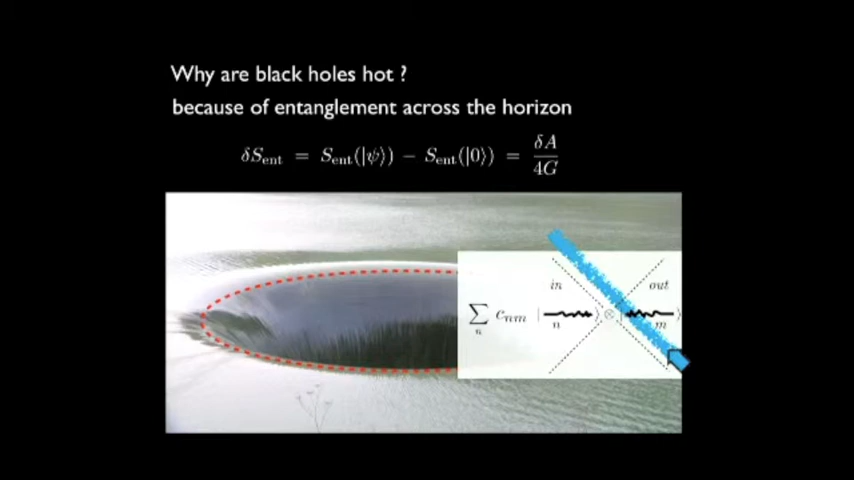 Why are black holes hot ?
because of entanglement across the horizon
δS_ent = S_ent(|ψ⟩) − S_ent(|0⟩) = δA / 4G
in out
∑_n c_nm | n ⟩ ⊗ | m ⟩